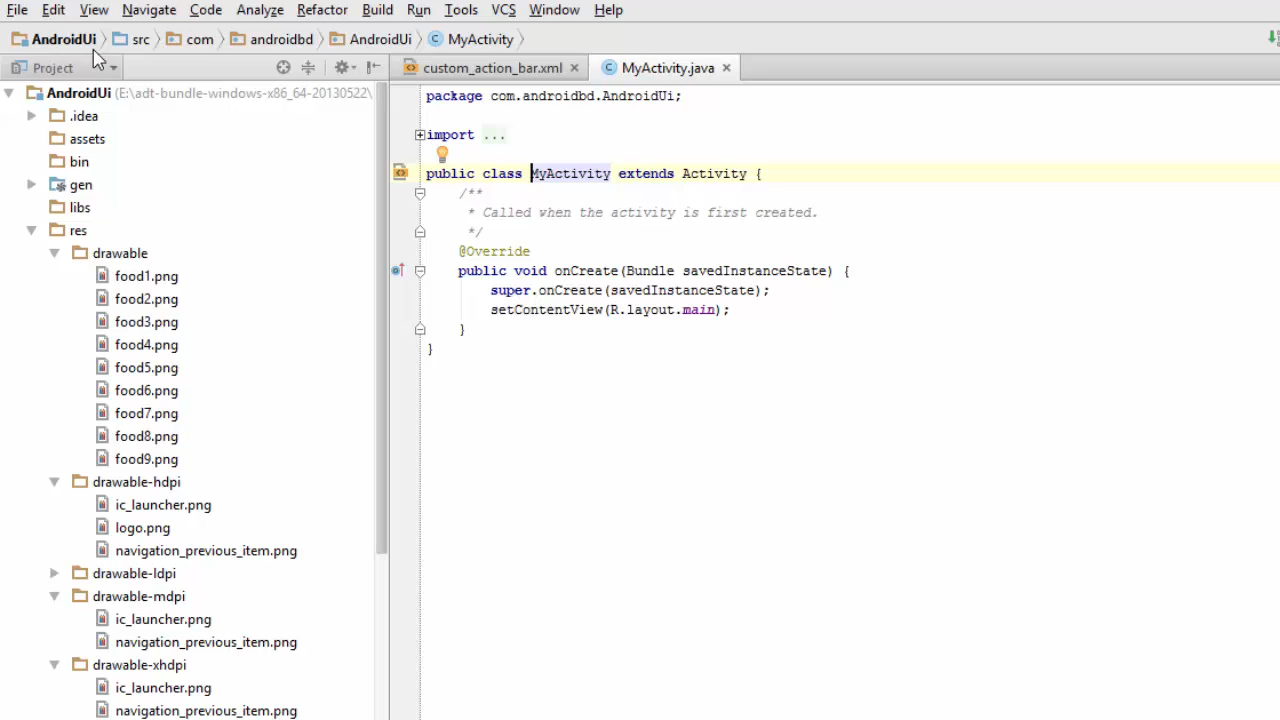 File Edit View Navigate Code Analyze Refactor Build Run Tools VCS Window Help
AndroidUi src com androidbd AndroidUi MyActivity
Project
custom_action_bar.xml MyActivity.java
AndroidUi (E:\adt-bundle-windows-x86_64-20130522\
.idea
assets
bin
gen
libs
res
drawable
food1.png
food2.png
food3.png
food4.png
food5.png
food6.png
food7.png
food8.png
food9.png
drawable-hdpi
ic_launcher.png
logo.png
navigation_previous_item.png
drawable-ldpi
drawable-mdpi
ic_launcher.png
navigation_previous_item.png
drawable-xhdpi
ic_launcher.png
navigation_previous_item.png
package com.androidbd.AndroidUi;
import ...
public class MyActivity extends Activity {
/**
* Called when the activity is first created.
*/
@Override
public void onCreate(Bundle savedInstanceState) {
super.onCreate(savedInstanceState);
setContentView(R.layout.main);
}
}